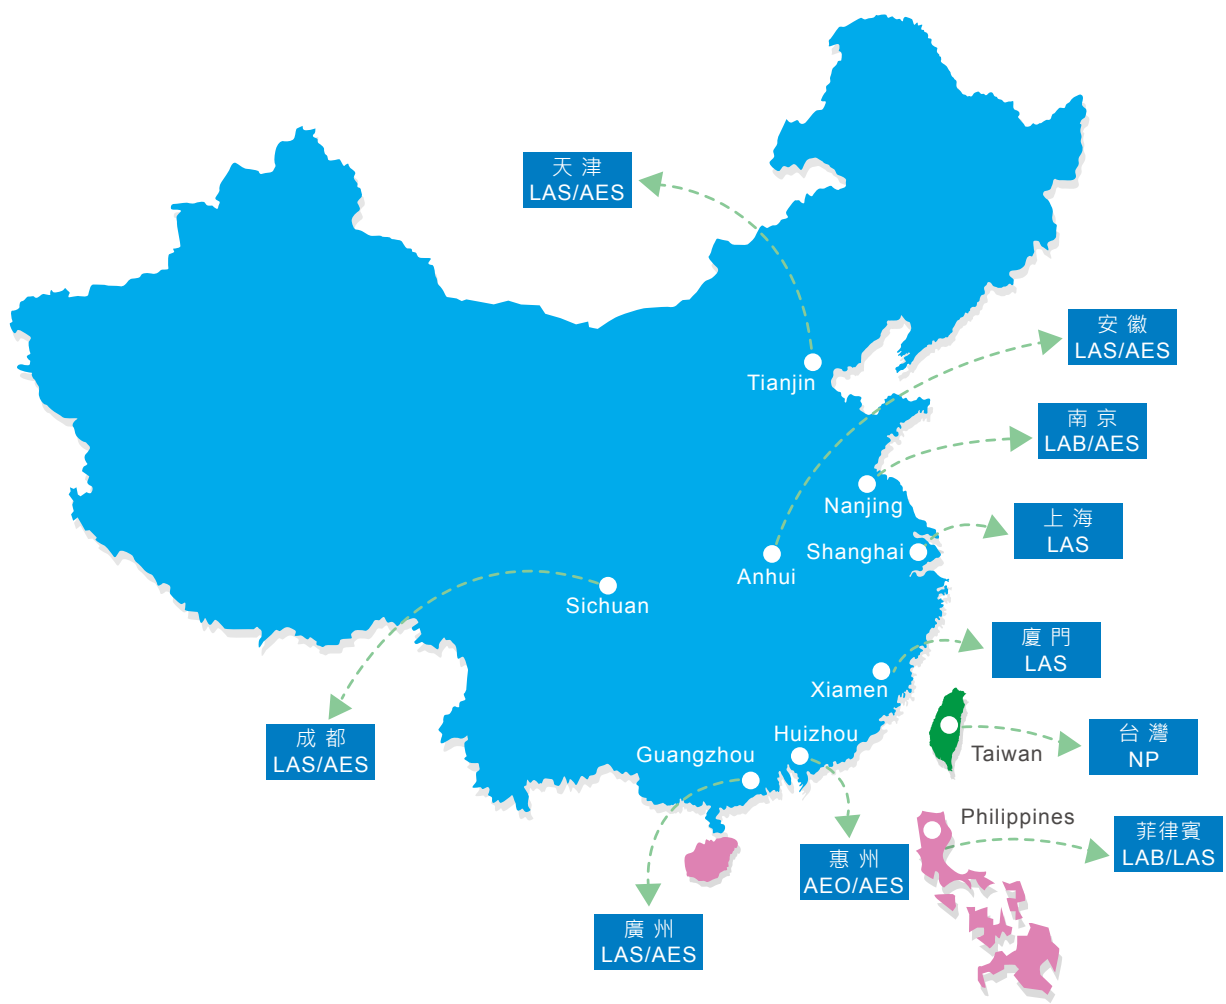 天 津
LAS/AES
安 徽
LAS/AES
Tianjin
南 京
LAB/AES
Nanjing
上 海
LAS
Shanghai
Anhui
Sichuan
廈 門
LAS
Xiamen
成 都
LAS/AES
Huizhou
Guangzhou
Taiwan
台 灣
NP
Philippines
菲律賓
LAB/LAS
惠 州
AEO/AES
廣 州
LAS/AES